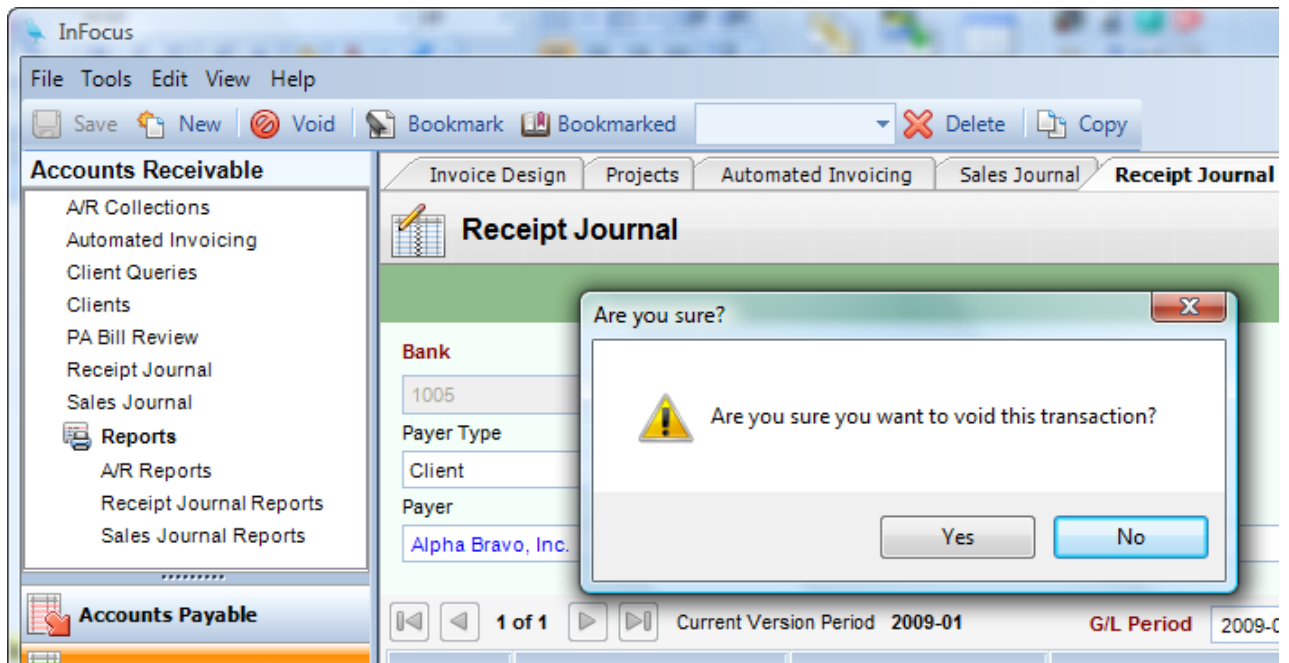 InFocus
File Tools Edit View Help
Save New Void Bookmark Bookmarked Delete Copy
Accounts Receivable
A/R Collections
Automated Invoicing
Client Queries
Clients
PA Bill Review
Receipt Journal
Sales Journal
Reports
A/R Reports
Receipt Journal Reports
Sales Journal Reports
Accounts Payable
Invoice Design Projects Automated Invoicing Sales Journal Receipt Journal
Receipt Journal
Bank
1005
Payer Type
Client
Payer
Alpha Bravo, Inc.
Are you sure?
Are you sure you want to void this transaction?
Yes No
1 of 1 Current Version Period 2009-01 G/L Period